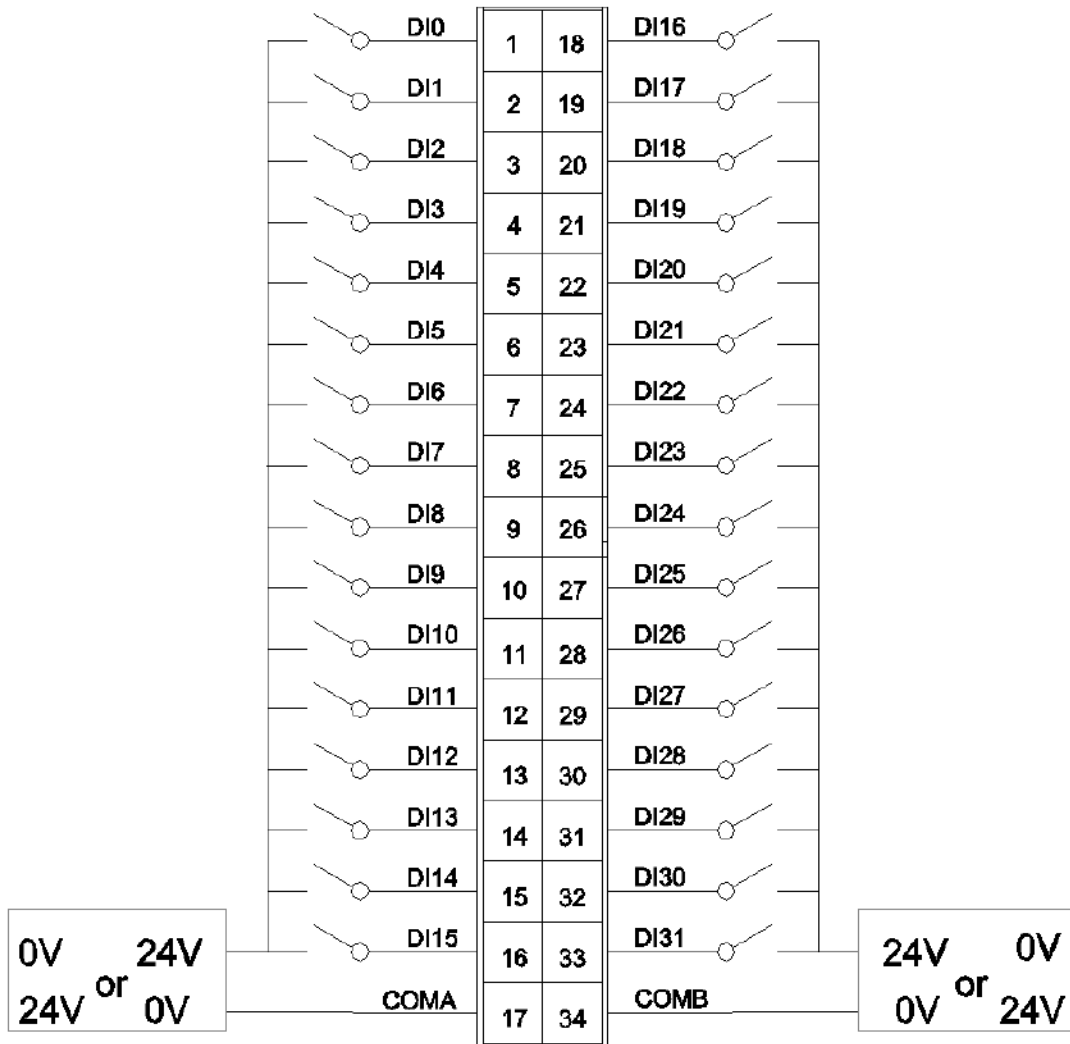 DI0 1 18 DI16
DI1 2 19 DI17
DI2 3 20 DI18
DI3 4 21 DI19
DI4 5 22 DI20
DI5 6 23 DI21
DI6 7 24 DI22
DI7 8 25 DI23
DI8 9 26 DI24
DI9 10 27 DI25
DI10 11 28 DI26
DI11 12 29 DI27
DI12 13 30 DI28
DI13 14 31 DI29
DI14 15 32 DI30
DI15 16 33 DI31
COMA 17 34 COMB
0V 24V
or
24V 0V
24V 0V
or
0V 24V